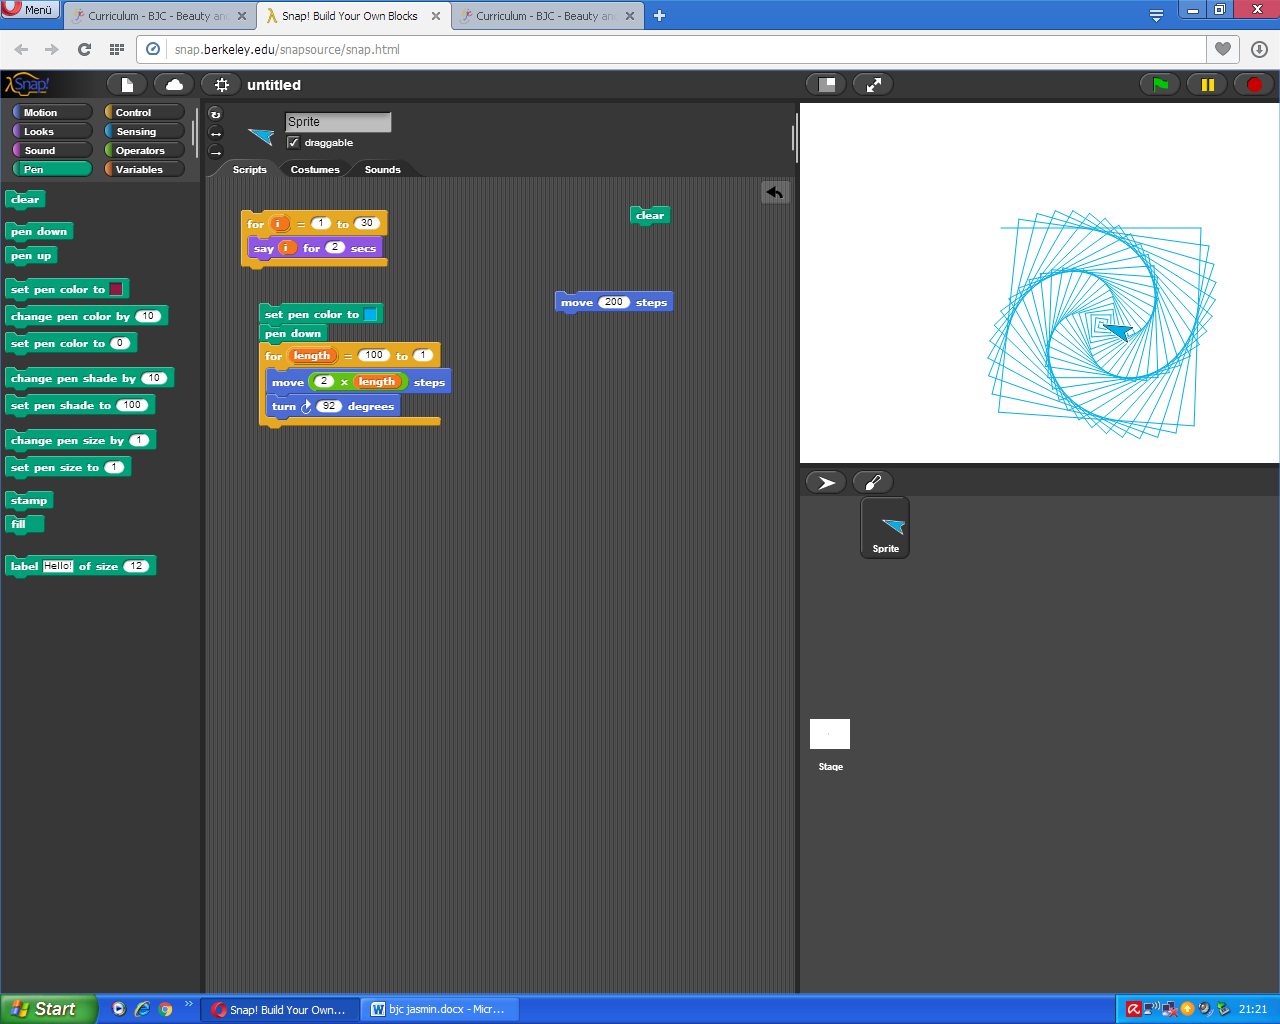 Menü
Curriculum - BJC - Beauty an
Snap! Build Your Own Blocks
Curriculum - BJC - Beauty an
snap.berkeley.edu/snapsource/snap.html
Snap!
untitled
Motion
Control
Looks
Sensing
Sound
Operators
Pen
Variables
Sprite
draggable
Scripts
Costumes
Sounds
clear
pen down
pen up
set pen color to
change pen color by 10
set pen color to 0
change pen shade by 10
set pen shade to 100
change pen size by 1
set pen size to 1
stamp
fill
label Hello! of size 12
for i = 1 to 30
say i for 2 secs
clear
move 200 steps
set pen color to
pen down
for length = 100 to 1
move 2 x length steps
turn 92 degrees
Sprite
Stage
Start
Snap! Build Your Own...
bjc jasmin.docx - Micr...
21:21